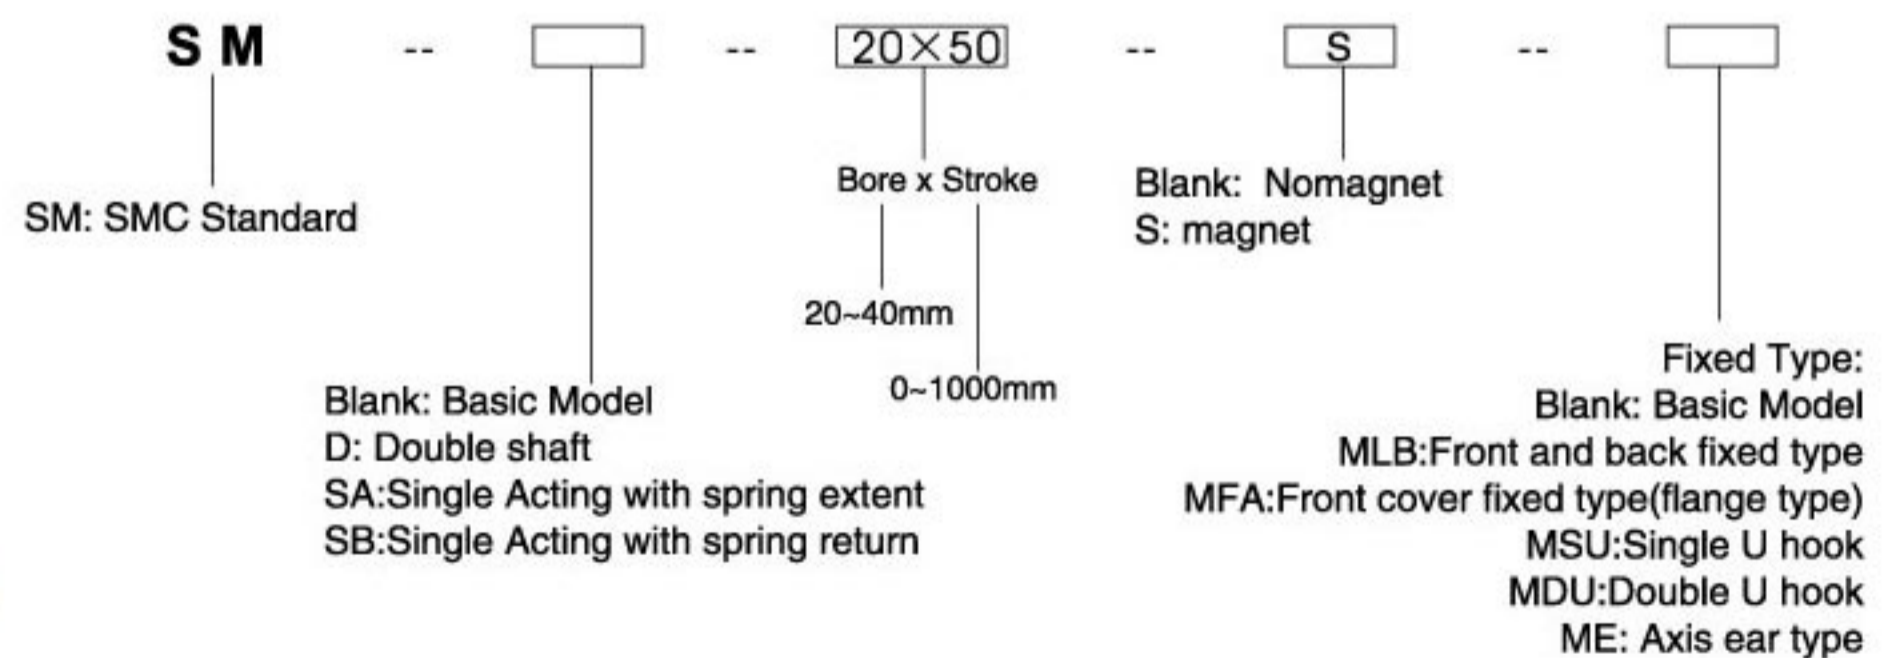 SM -- -- 20×50 -- S --
SM: SMC Standard
Blank: Basic Model
D: Double shaft
SA:Single Acting with spring extent
SB:Single Acting with spring return
Bore x Stroke
20~40mm
0~1000mm
Blank: Nomagnet
S: magnet
Fixed Type:
Blank: Basic Model
MLB:Front and back fixed type
MFA:Front cover fixed type(flange type)
MSU:Single U hook
MDU:Double U hook
ME: Axis ear type